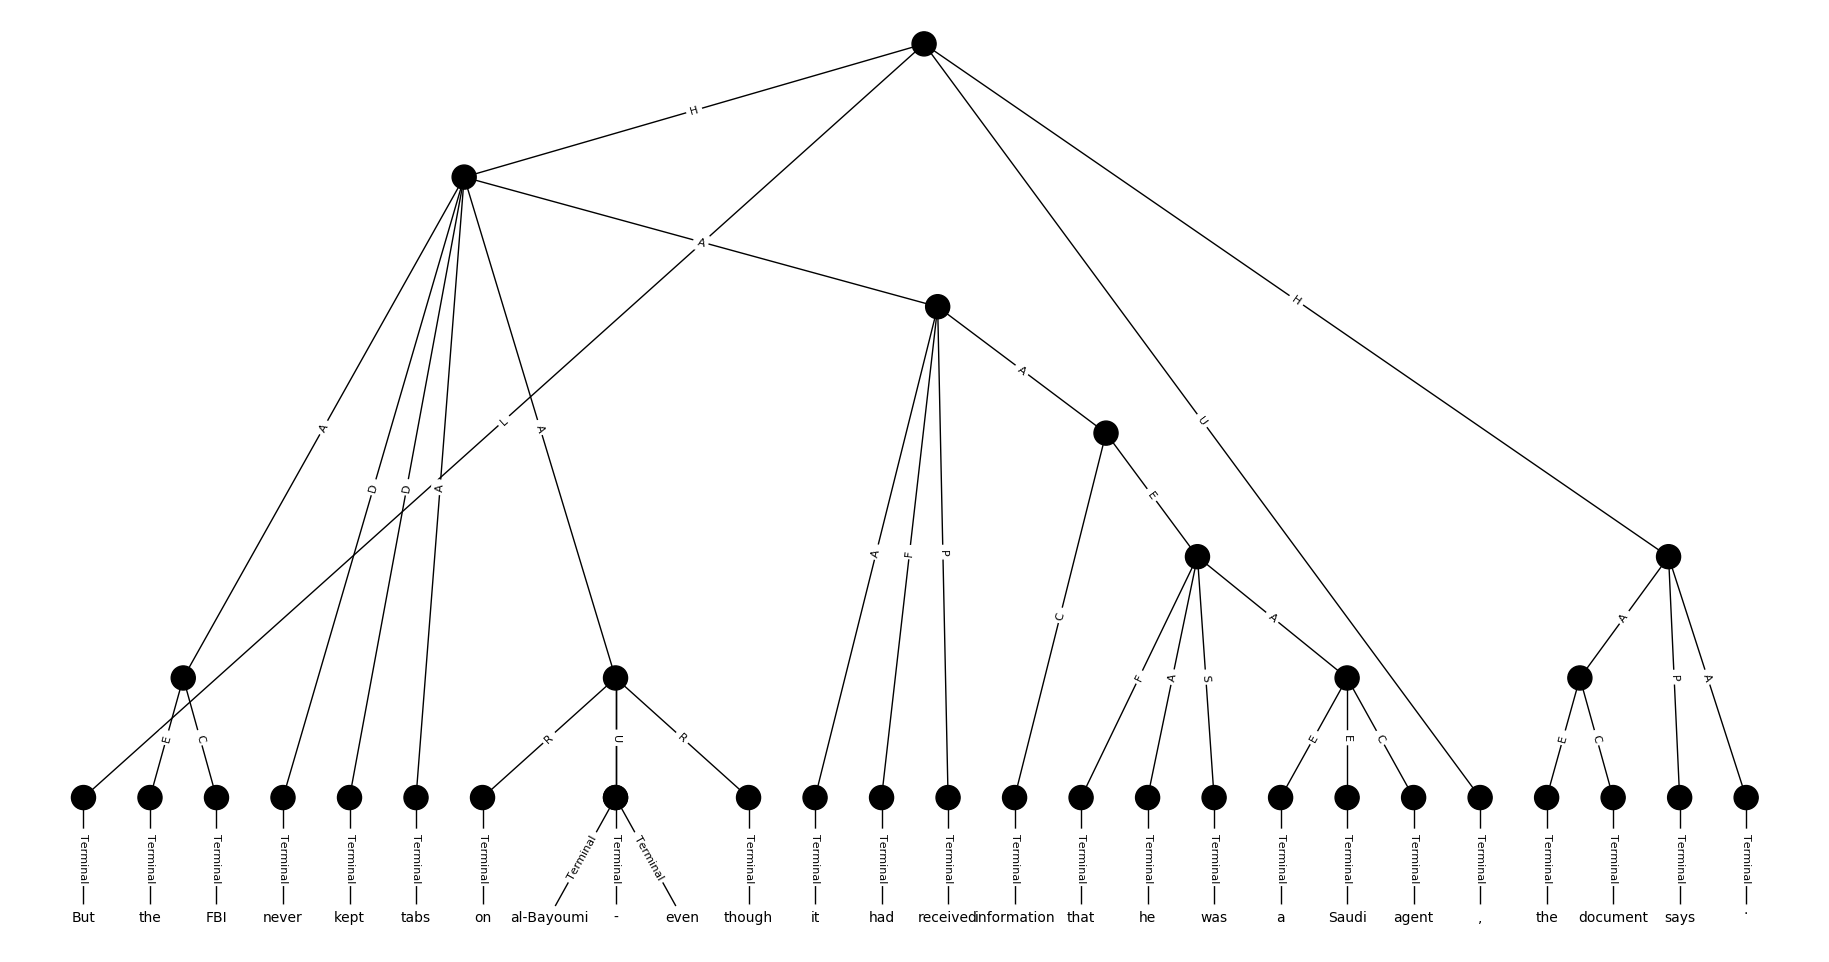 H
A
H
A
U
A
L
A
D
D
A
E
A
F
P
C
A
A
F
A
S
P
A
E
C
R
U
R
E
E
C
E
C
Terminal Terminal Terminal Terminal Terminal Terminal Terminal Terminal Terminal Terminal Terminal Terminal Terminal Terminal Terminal Terminal Terminal Terminal Terminal Terminal Terminal Terminal Terminal Terminal Terminal Terminal
But the FBI never kept tabs on al-Bayoumi - even though it had received information that he was a Saudi agent , the document says .